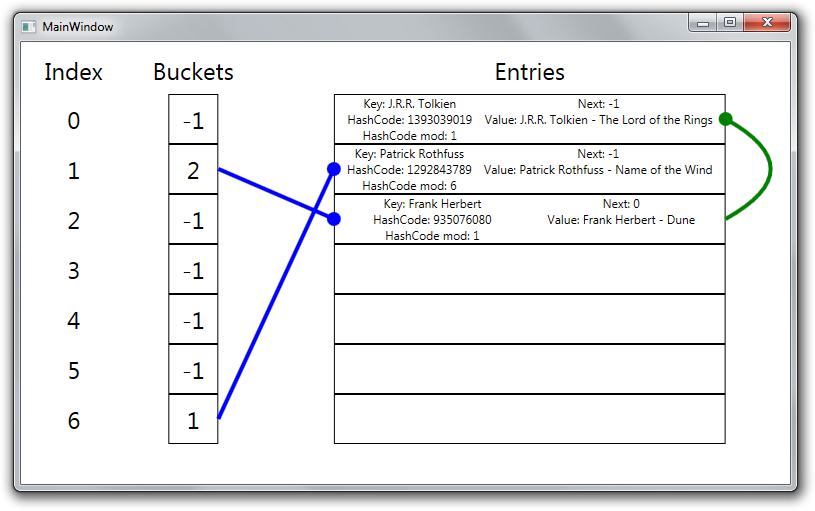 MainWindow
Index Buckets Entries
0 -1
Key: J.R.R. Tolkien Next: -1
HashCode: 1393039019 Value: J.R.R. Tolkien - The Lord of the Rings
HashCode mod: 1
1 2
Key: Patrick Rothfuss Next: -1
HashCode: 1292843789 Value: Patrick Rothfuss - Name of the Wind
HashCode mod: 6
2 -1
Key: Frank Herbert Next: 0
HashCode: 935076080 Value: Frank Herbert - Dune
HashCode mod: 1
3 -1
4 -1
5 -1
6 1